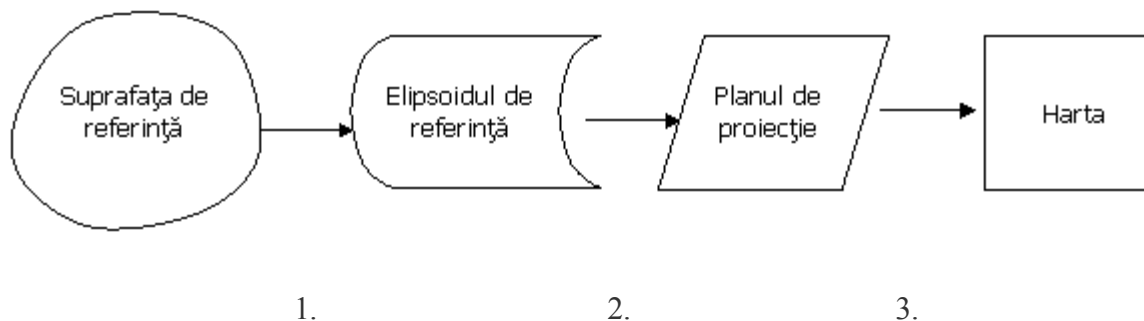 Suprafaţa de
referinţă
Elipsoidul de
referinţă
Planul de
proiecţie
Harta
1.
2.
3.